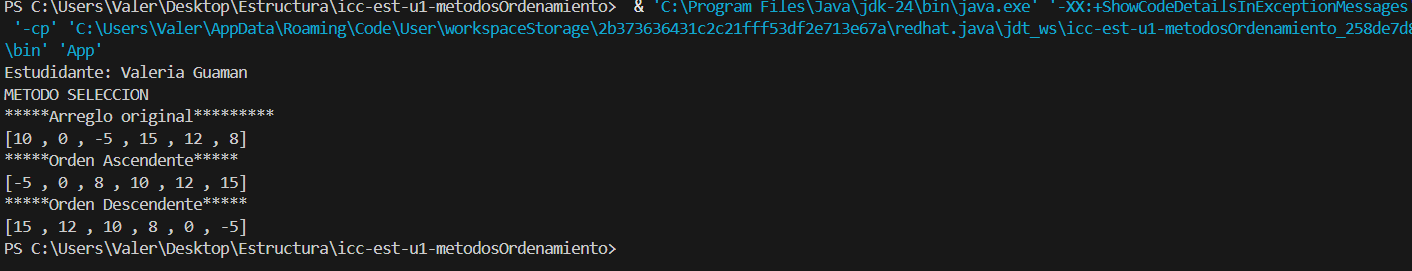 PS C:\Users\Valer\Desktop\Estructura\icc-est-u1-metodosOrdenamiento>  & 'C:\Program Files\Java\jdk-24\bin\java.exe' '-XX:+ShowCodeDetailsInExceptionMessages
'-cp' 'C:\Users\Valer\AppData\Roaming\Code\User\workspaceStorage\2b373636431c2c21fff53df2e713e67a\redhat.java\jdt_ws\icc-est-u1-metodosOrdenamiento_258de7d8
\bin' 'App'
Estudidante: Valeria Guaman
METODO SELECCION
*****Arreglo original*********
[10 , 0 , -5 , 15 , 12 , 8]
*****Orden Ascendente*****
[-5 , 0 , 8 , 10 , 12 , 15]
*****Orden Descendente*****
[15 , 12 , 10 , 8 , 0 , -5]
PS C:\Users\Valer\Desktop\Estructura\icc-est-u1-metodosOrdenamiento>